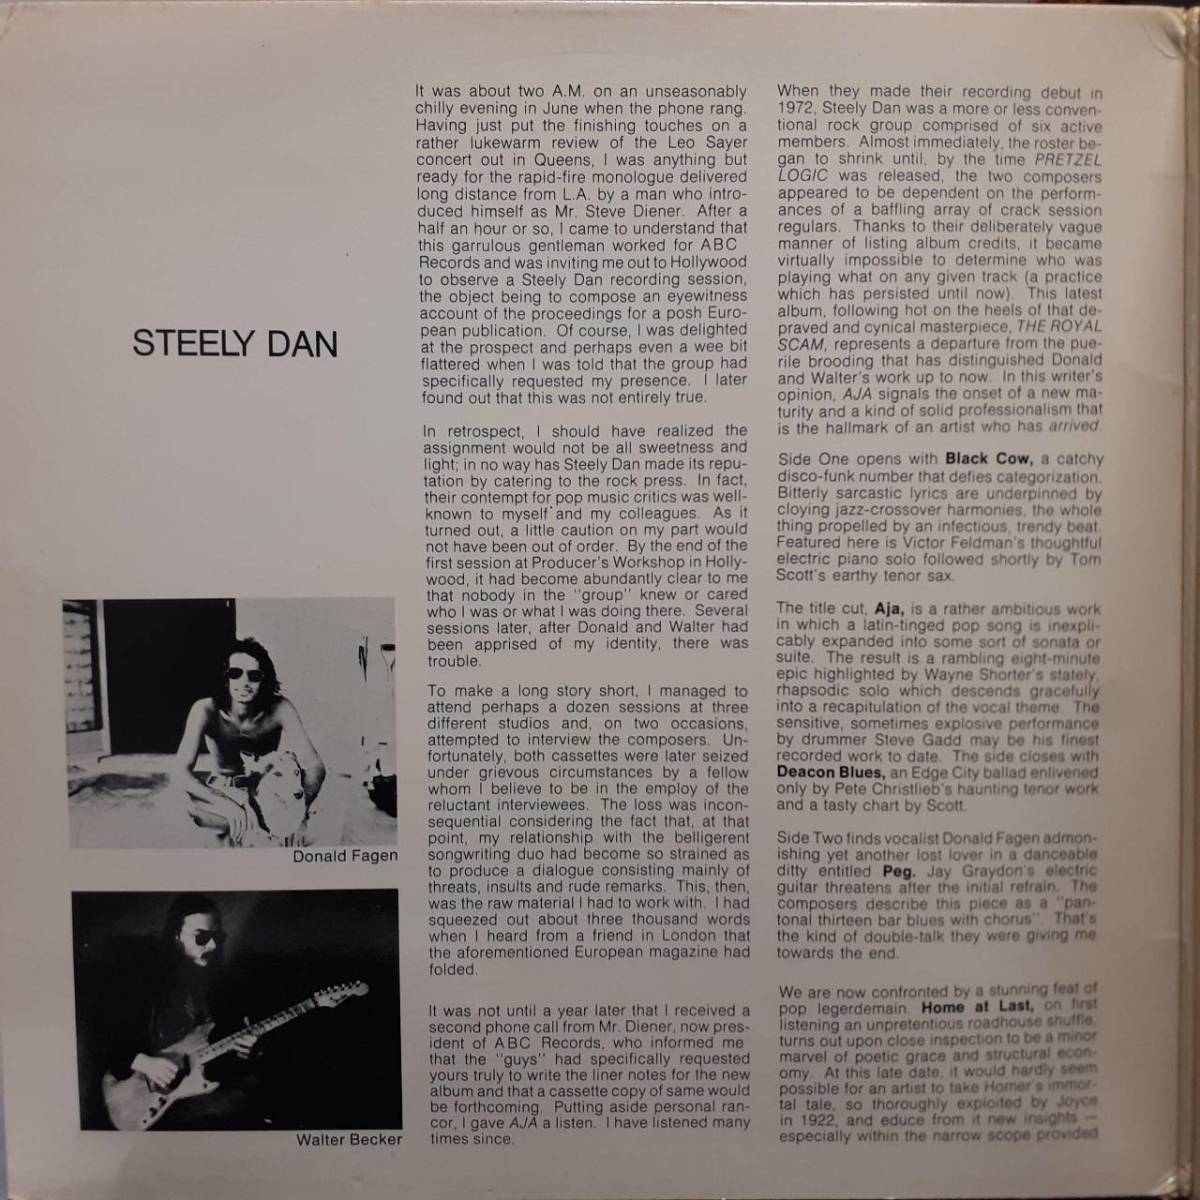 STEELY DAN
Donald Fagen
Walter Becker
It was about two A.M. on an unseasonably
chilly evening in June when the phone rang.
Having just put the finishing touches on a
rather lukewarm review of the Leo Sayer
concert out in Queens, I was anything but
ready for the rapid-fire monologue delivered
long distance from L.A. by a man who intro-
duced himself as Mr. Steve Diener. After a
half an hour or so, I came to understand that
this garrulous gentleman worked for ABC
Records and was inviting me out to Hollywood
to observe a Steely Dan recording session,
the object being to compose an eyewitness
account of the proceedings for a posh Euro-
pean publication. Of course, I was delighted
at the prospect and perhaps even a wee bit
flattered when I was told that the group had
specifically requested my presence. I later
found out that this was not entirely true.
In retrospect, I should have realized the
assignment would not be all sweetness and
light; in no way has Steely Dan made its repu-
tation by catering to the rock press. In fact,
their contempt for pop music critics was well-
known to myself and my colleagues. As it
turned out, a little caution on my part would
not have been out of order. By the end of the
first session at Producer's Workshop in Holly-
wood, it had become abundantly clear to me
that nobody in the "group" knew or cared
who I was or what I was doing there. Several
sessions later, after Donald and Walter had
been apprised of my identity, there was
trouble.
To make a long story short, I managed to
attend perhaps a dozen sessions at three
different studios and, on two occasions,
attempted to interview the composers. Un-
fortunately, both cassettes were later seized
under grievous circumstances by a fellow
whom I believe to be in the employ of the
reluctant interviewees. The loss was incon-
sequential considering the fact that, at that
point, my relationship with the belligerent
songwriting duo had become so strained as
to produce a dialogue consisting mainly of
threats, insults and rude remarks. This, then,
was the raw material I had to work with. I had
squeezed out about three thousand words
when I heard from a friend in London that
the aforementioned European magazine had
folded.
It was not until a year later that I received a
second phone call from Mr. Diener, now pres-
ident of ABC Records, who informed me
that the "guys" had specifically requested
yours truly to write the liner notes for the new
album and that a cassette copy of same would
be forthcoming. Putting aside personal ran-
cor, I gave AJA a listen. I have listened many
times since.
When they made their recording debut in
1972, Steely Dan was a more or less conven-
tional rock group comprised of six active
members. Almost immediately, the roster be-
gan to shrink until, by the time PRETZEL
LOGIC was released, the two composers
appeared to be dependent on the perform-
ances of a baffling array of crack session
regulars. Thanks to their deliberately vague
manner of listing album credits, it became
virtually impossible to determine who was
playing what on any given track (a practice
which has persisted until now). This latest
album, following hot on the heels of that de-
praved and cynical masterpiece, THE ROYAL
SCAM, represents a departure from the pue-
rile brooding that has distinguished Donald
and Walter's work up to now. In this writer's
opinion, AJA signals the onset of a new ma-
turity and a kind of solid professionalism that
is the hallmark of an artist who has arrived.
Side One opens with Black Cow, a catchy
disco-funk number that defies categorization.
Bitterly sarcastic lyrics are underpinned by
cloying jazz-crossover harmonies, the whole
thing propelled by an infectious, trendy beat.
Featured here is Victor Feldman's thoughtful
electric piano solo followed shortly by Tom
Scott's earthy tenor sax.
The title cut, Aja, is a rather ambitious work
in which a latin-tinged pop song is inexpli-
cably expanded into some sort of sonata or
suite. The result is a rambling eight-minute
epic highlighted by Wayne Shorter's stately,
rhapsodic solo which descends gracefully
into a recapitulation of the vocal theme. The
sensitive, sometimes explosive performance
by drummer Steve Gadd may be his finest
recorded work to date. The side closes with
Deacon Blues, an Edge City ballad enlivened
only by Pete Christlieb's haunting tenor work
and a tasty chart by Scott.
Side Two finds vocalist Donald Fagen admon-
ishing yet another lost lover in a danceable
ditty entitled Peg. Jay Graydon's electric
guitar threatens after the initial refrain. The
composers describe this piece as a "pan-
tonal thirteen bar blues with chorus". That's
the kind of double-talk they were giving me
towards the end.
We are now confronted by a stunning feat of
pop legerdemain. Home at Last, on first
listening an unpretentious roadhouse shuffle,
turns out upon close inspection to be a minor
marvel of poetic grace and structural econ-
omy. At this late date, it would hardly seem
possible for an artist to take Homer's immor-
tal tale, so thoroughly exploited by Joyce
in 1922, and educe from it new insights —
especially within the narrow scope provided